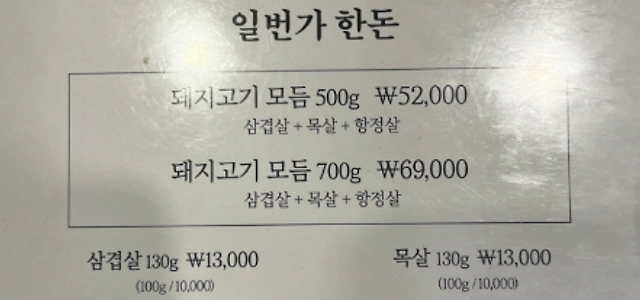 일번가 한돈
돼지고기 모듬 500g ₩52,000
삼겹살 + 목살 + 항정살
돼지고기 모듬 700g ₩69,000
삼겹살 + 목살 + 항정살
삼겹살 130g ₩13,000 목살 130g ₩13,000
(100g / 10,000) (100g / 10,000)